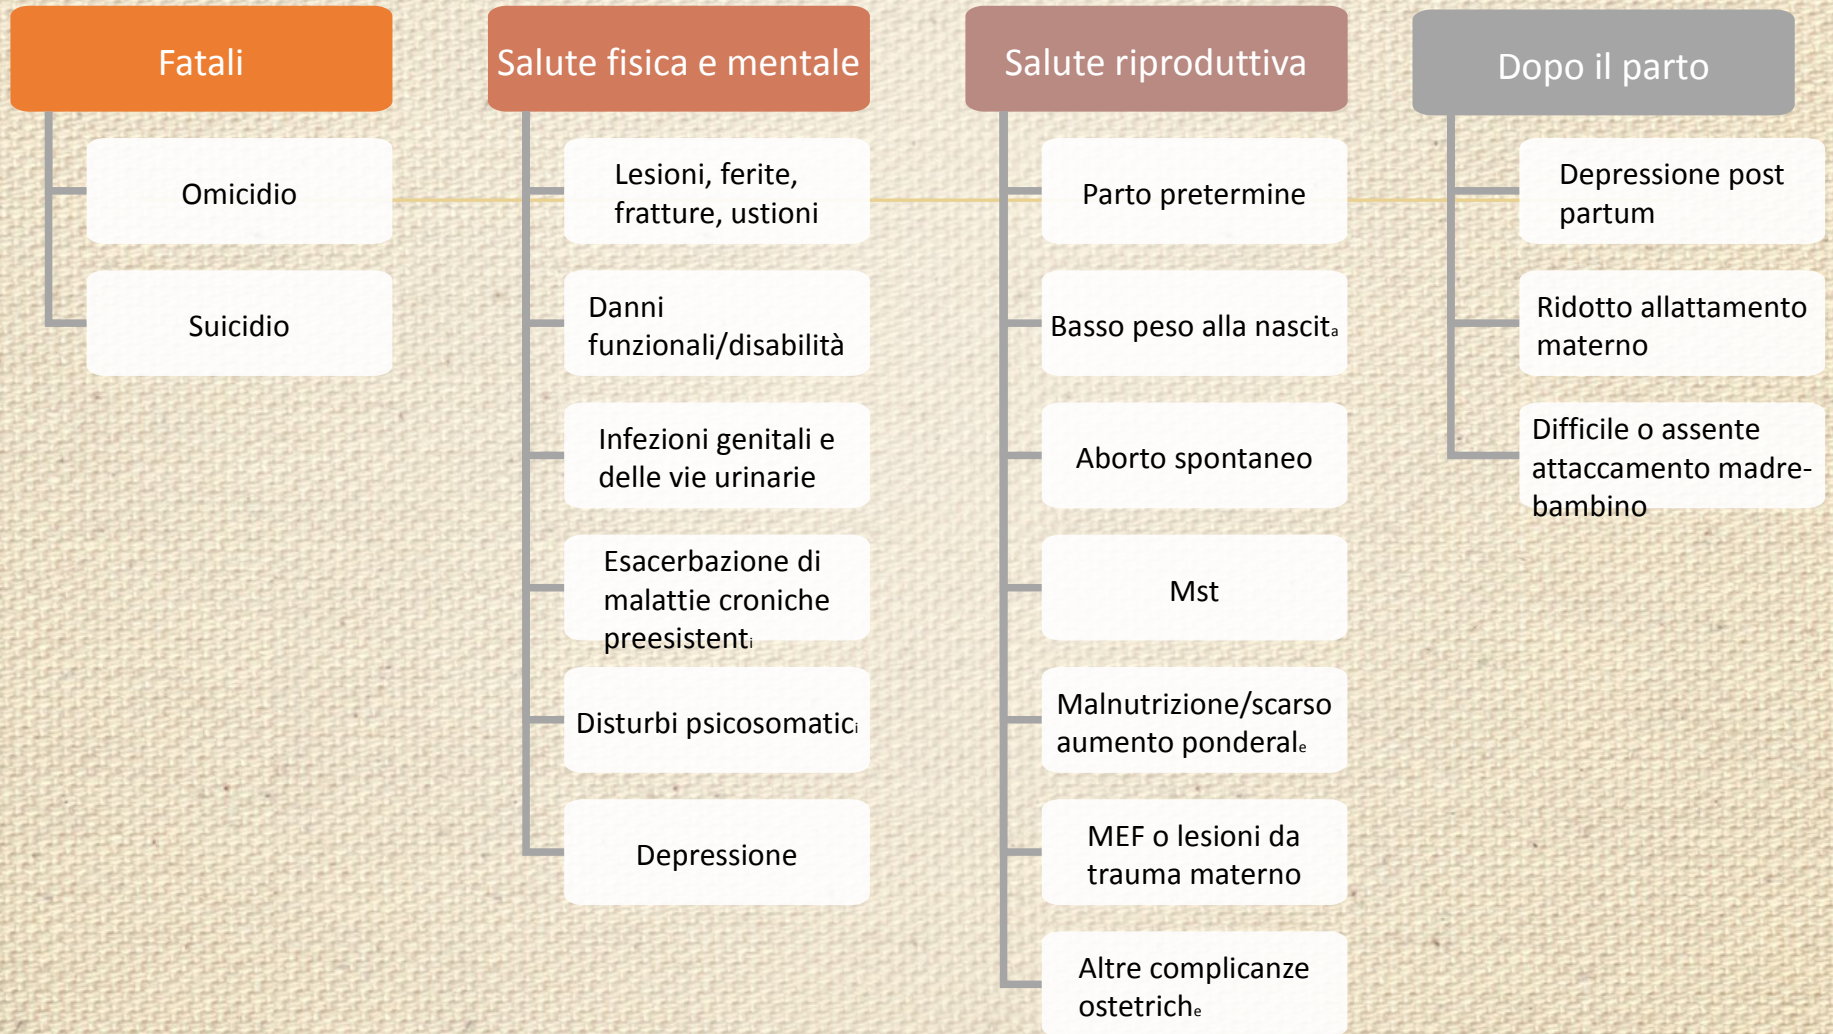 Fatali
Omicidio
Suicidio
Salute fisica e mentale
Lesioni, ferite,
fratture, ustioni
Danni
funzionali/disabilità
Infezioni genitali e
delle vie urinarie
Esacerbazione di
malattie croniche
preesistenti
Disturbi psicosomatici
Depressione
Salute riproduttiva
Parto pretermine
Basso peso alla nascita
Aborto spontaneo
Mst
Malnutrizione/scarso
aumento ponderale
MEF o lesioni da
trauma materno
Altre complicanze
ostetriche
Dopo il parto
Depressione post
partum
Ridotto allattamento
materno
Difficile o assente
attaccamento madre-
bambino